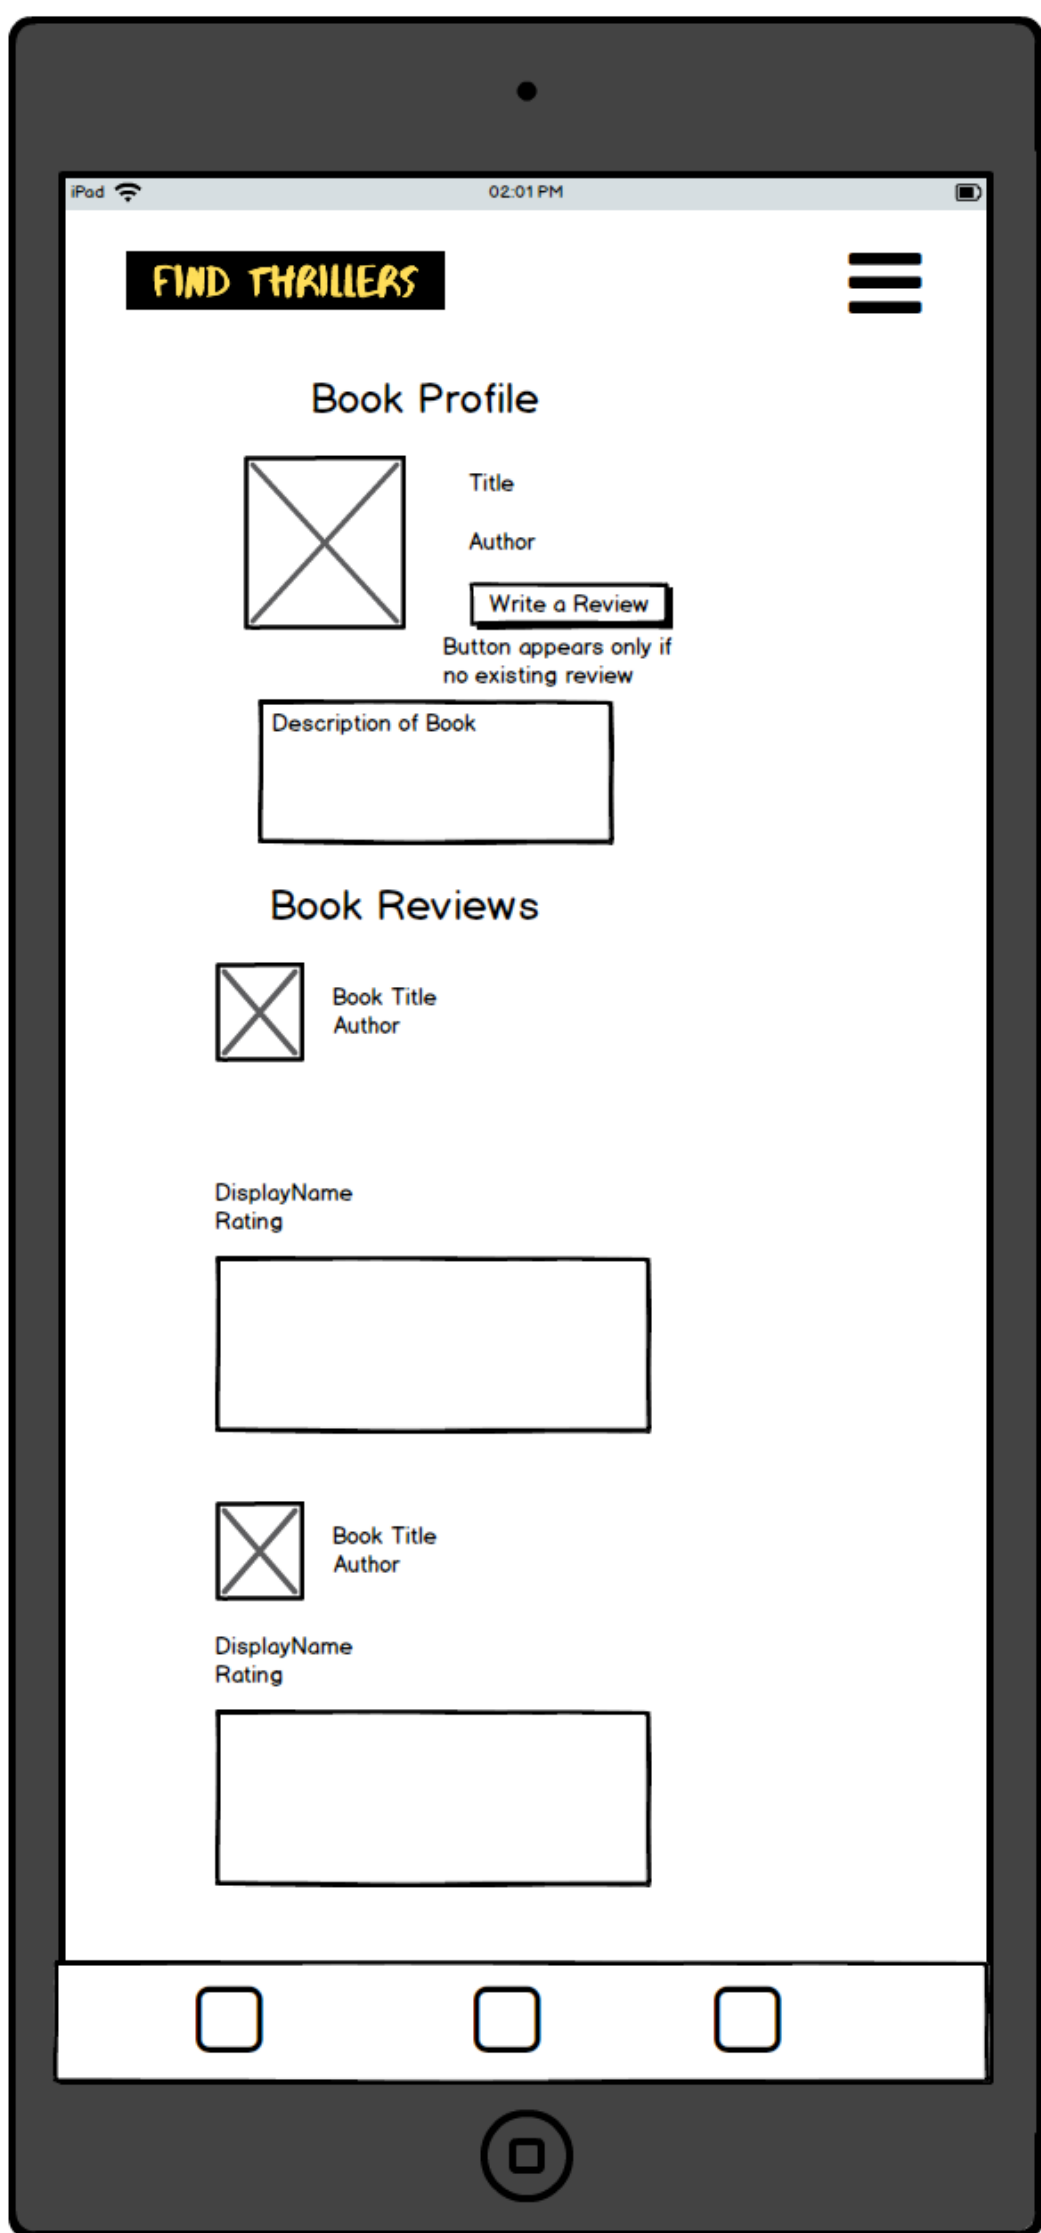 iPad
02:01 PM
FIND THRILLERS
Book Profile
Title
Author
Write a Review
Button appears only if
no existing review
Description of Book
Book Reviews
Book Title
Author
DisplayName
Rating
Book Title
Author
DisplayName
Rating